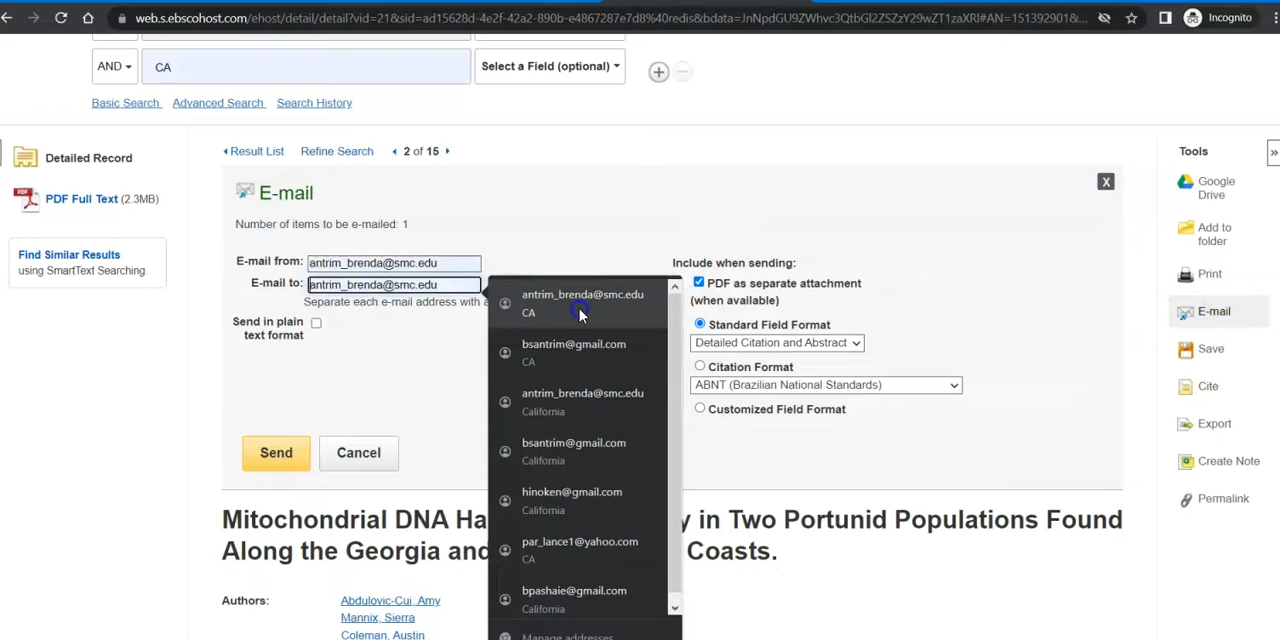 web.s.ebscohost.com/ehost/detail/detail?vid=21&sid=ad15628d-4e2f-42a2-890b-e4867287e7d8%40redis&bdata=JnNpdGU9ZWhvc3QtbGl2ZSZzY29wZT1zaXRl#AN=151392901&...
Incognito
AND
CA
Select a Field (optional)
Basic Search
Advanced Search
Search History
Detailed Record
PDF Full Text (2.3MB)
Find Similar Results
using SmartText Searching.
Result List
Refine Search
2 of 15
E-mail
X
Number of items to be e-mailed: 1
E-mail from:
antrim_brenda@smc.edu
E-mail to:
antrim_brenda@smc.edu
Separate each e-mail address with a
Send in plain
text format
antrim_brenda@smc.edu
CA
bsantrim@gmail.com
CA
antrim_brenda@smc.edu
California
bsantrim@gmail.com
California
hinoken@gmail.com
California
par_lance1@yahoo.com
CA
bpashaie@gmail.com
California
Manage addresses
Include when sending:
PDF as separate attachment
(when available)
Standard Field Format
Detailed Citation and Abstract
Citation Format
ABNT (Brazilian National Standards)
Customized Field Format
Send
Cancel
Mitochondrial DNA Ha y in Two Portunid Populations Found
Along the Georgia and Coasts.
Authors:
Abdulovic-Cui, Amy
Mannix, Sierra
Coleman, Austin
Tools
»
Google
Drive
Add to
folder
Print
E-mail
Save
Cite
Export
Create Note
Permalink